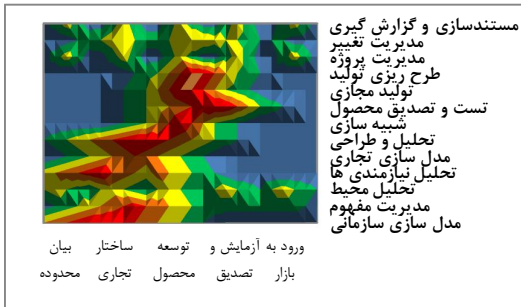 مستندسازی و گزارش گیری
مدیریت تغییر
مدیریت پروژه
طرح ریزی تولید
تولید مجازی
تست و تصدیق محصول
شبیه سازی
تحلیل و طراحی
مدل سازی تجاری
تحلیل نیازمندی ها
تحلیل محیط
مدیریت مفهوم
مدل سازی سازمانی
ورود به آزمایش و توسعه ساختار بیان
بازار تصدیق محصول تجاری محدوده